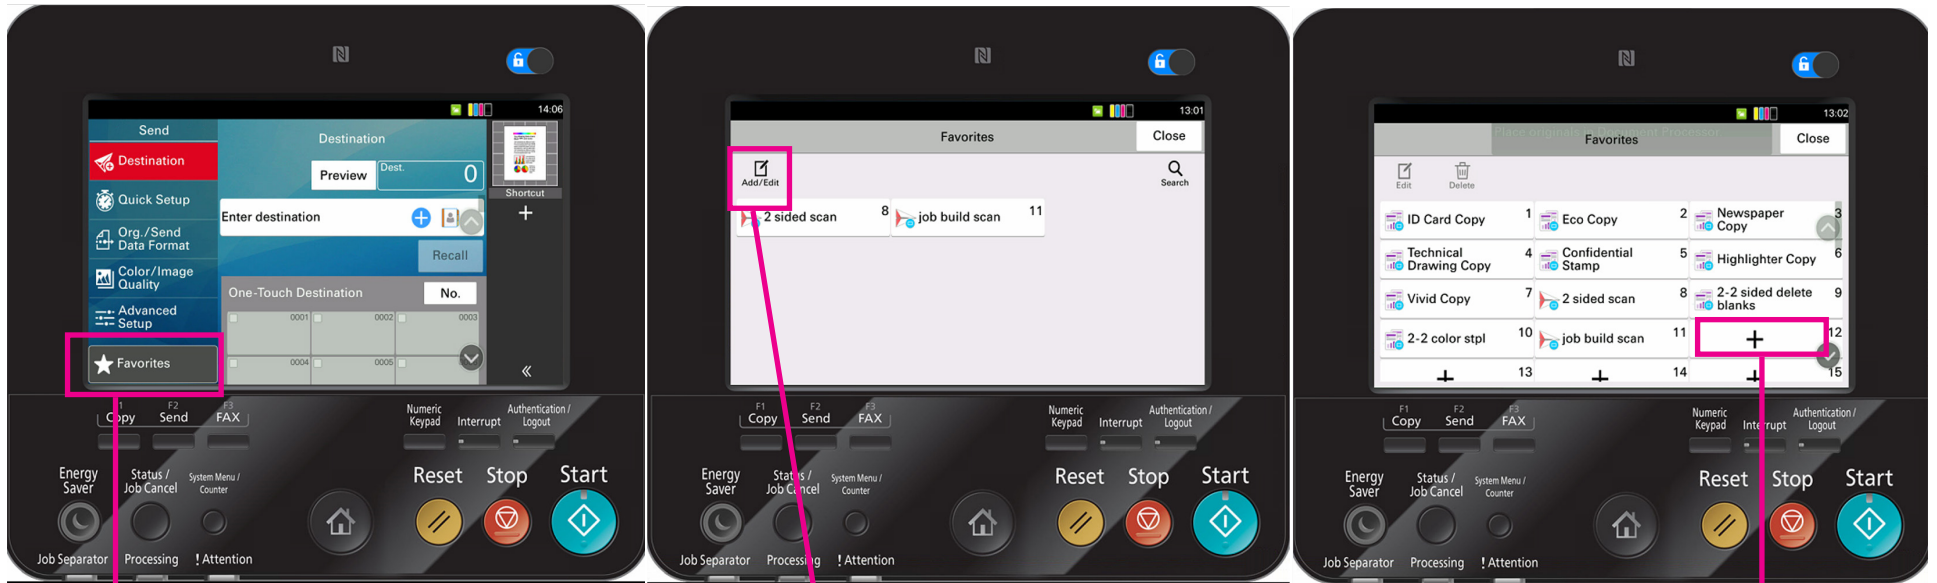 14:06
Send
Destination
Destination
Preview
Dest.
0
Shortcut
Quick Setup
Enter destination
Org./Send
Data Format
Recall
Color/Image
Quality
One-Touch Destination
No.
Advanced
Setup
0001
0002
0003
Favorites
0004
0005
F1
F2
F3
Copy
Send
FAX
Numeric
Keypad
Interrupt
Authentication /
Logout
Energy
Saver
Status /
Job Cancel
System Menu /
Counter
Reset
Stop
Start
Job Separator
Processing
! Attention
13:01
Favorites
Close
Add/Edit
Search
2 sided scan
8
job build scan
11
F1
F2
F3
Copy
Send
FAX
Numeric
Keypad
Interrupt
Authentication /
Logout
Energy
Saver
Status /
Job Cancel
System Menu /
Counter
Reset
Stop
Start
Job Separator
Processing
! Attention
13:02
Place originals in Document Processor
Favorites
Close
Edit
Delete
ID Card Copy
1
Eco Copy
2
Newspaper
Copy
3
Technical
Drawing Copy
4
Confidential
Stamp
5
Highlighter Copy
6
Vivid Copy
7
2 sided scan
8
2-2 sided delete
blanks
9
2-2 color stpl
10
job build scan
11
+
12
+
13
+
14
+
15
F1
F2
F3
Copy
Send
FAX
Numeric
Keypad
Interrupt
Authentication /
Logout
Energy
Saver
Status /
Job Cancel
System Menu /
Counter
Reset
Stop
Start
Job Separator
Processing
! Attention